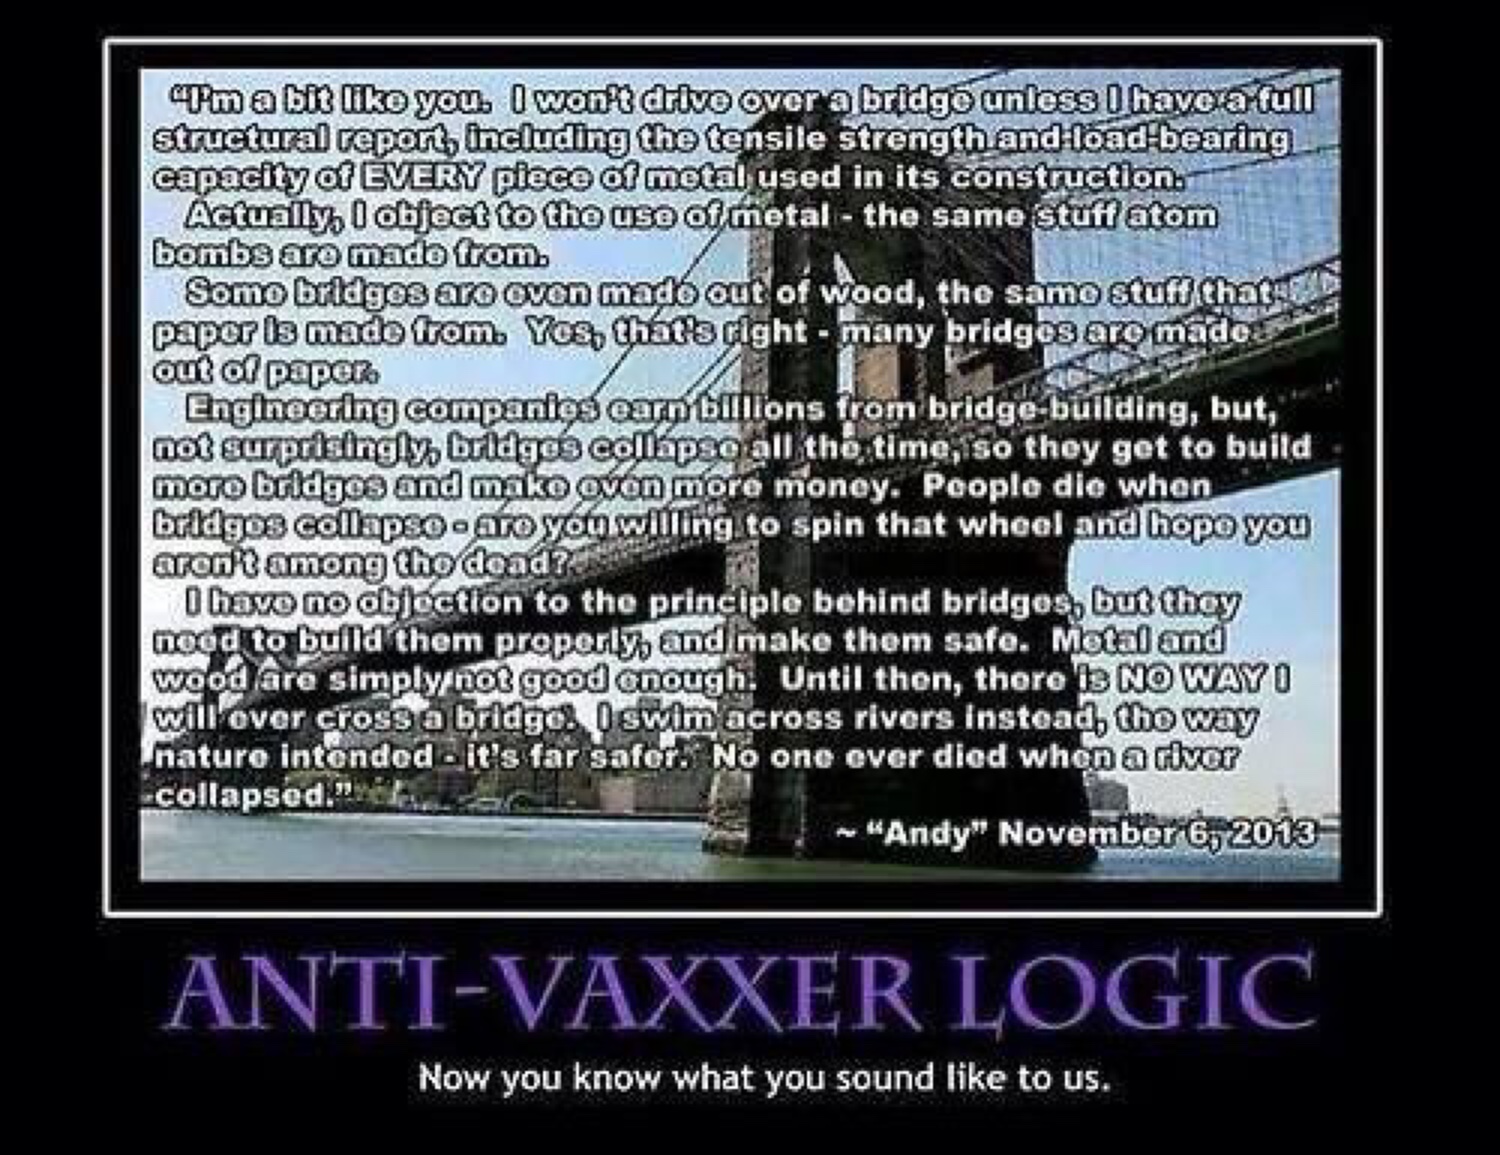 “I’m a bit like you.  I won’t drive over a bridge unless I have a full
structural report, including the tensile strength and load-bearing
capacity of EVERY piece of metal used in its construction.
Actually, I object to the use of metal - the same stuff atom
bombs are made from.
Some bridges are even made out of wood, the same stuff that
paper is made from.  Yes, that’s right - many bridges are made
out of paper.
Engineering companies earn billions from bridge-building, but,
not surprisingly, bridges collapse all the time, so they get to build
more bridges and make even more money.  People die when
bridges collapse - are you willing to spin that wheel and hope you
aren’t among the dead?
I have no objection to the principle behind bridges, but they
need to build them properly, and make them safe.  Metal and
wood are simply not good enough.  Until then, there is NO WAY I
will ever cross a bridge.  I swim across rivers instead, the way
nature intended - it’s far safer.  No one ever died when a river
collapsed.”
~ “Andy” November 6, 2013
ANTI-VAXXER LOGIC
Now you know what you sound like to us.